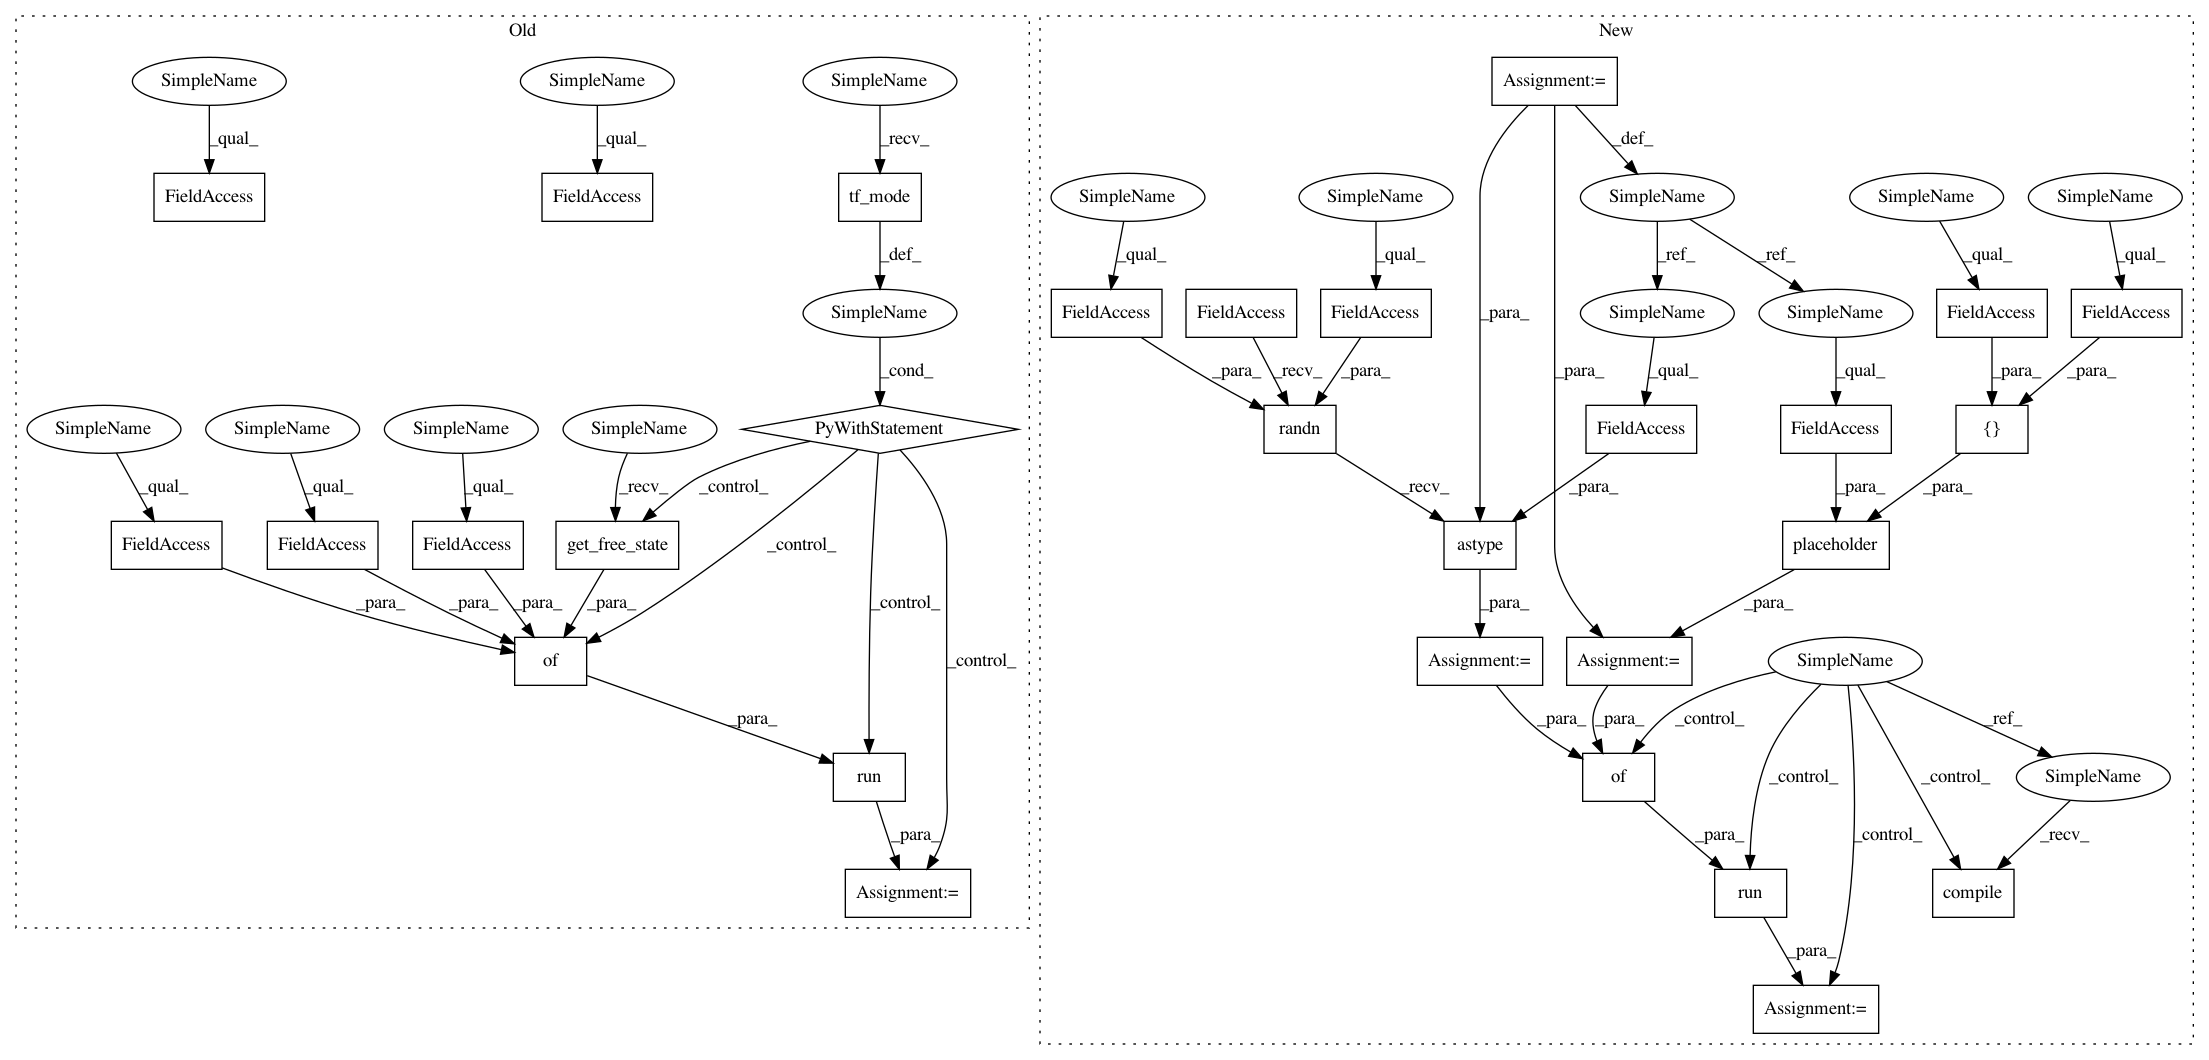 Old
New
SimpleName
SimpleName
SimpleName
Assignment:=
_qual_
_qual_
_recv_
_def_
FieldAccess
FieldAccess
tf_mode
SimpleName
SimpleName
SimpleName
SimpleName
SimpleName
_def_
_qual_
_qual_
_ref_
_ref_
_qual_
_qual_
SimpleName
FieldAccess
FieldAccess
FieldAccess
SimpleName
SimpleName
FieldAccess
FieldAccess
_para_
_cond_
_para_
_recv_
_para_
_para_
_qual_
_qual_
_para_
_para_
SimpleName
SimpleName
SimpleName
SimpleName
PyWithStatement
randn
FieldAccess
FieldAccess
{}
_qual_
_qual_
_qual_
_recv_
_control_
_recv_
_para_
_para_
_para_
FieldAccess
FieldAccess
FieldAccess
get_free_state
_control_
astype
placeholder
_para_
_para_
_para_
_para_
_control_
_para_
_para_
of
_control_
Assignment:=
Assignment:=
SimpleName
_para_
_para_
_para_
_control_
_ref_
run
of
_control_
_control_
SimpleName
_para_
_para_
_control_
_recv_
Assignment:=
run
compile
_para_
Assignment:=